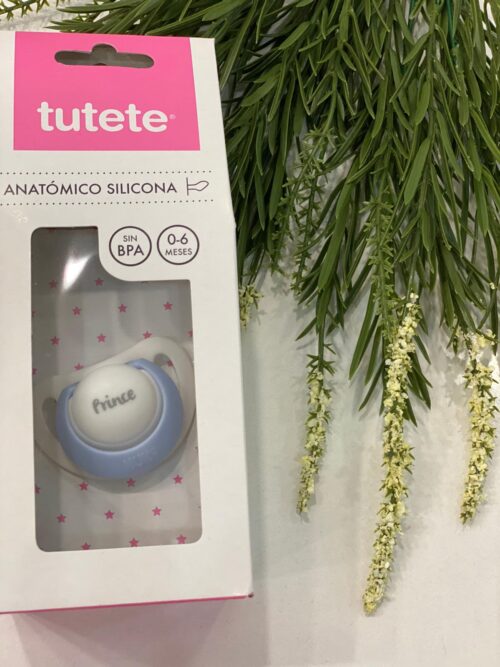 tutete®
ANATÓMICO SILICONA
SIN
BPA
0-6
MESES
Prince